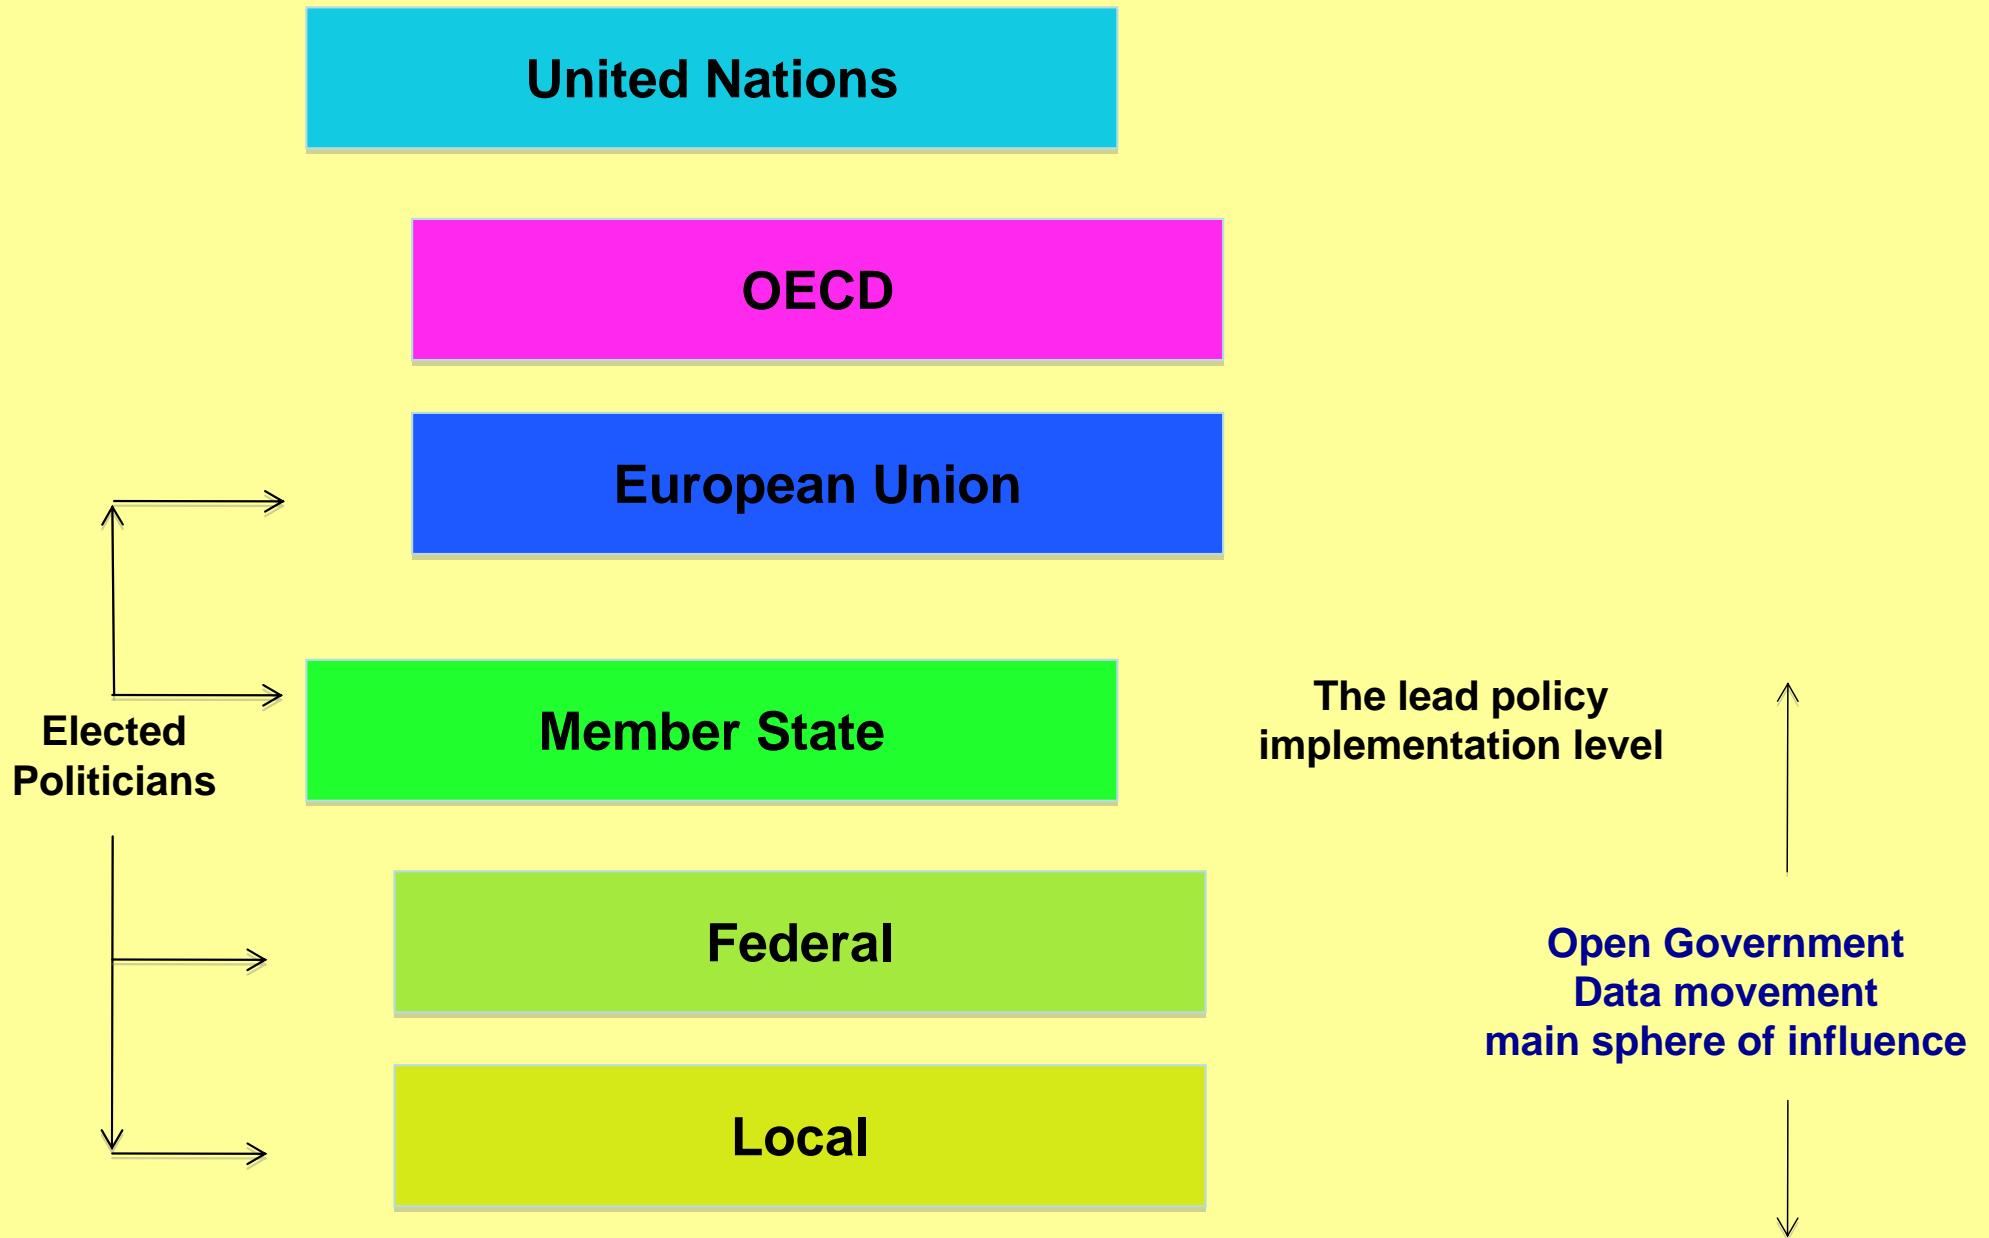 United Nations
OECD
European Union
Member State
The lead policy
implementation level
Elected
Politicians
Federal
Open Government
Data movement
main sphere of influence
Local